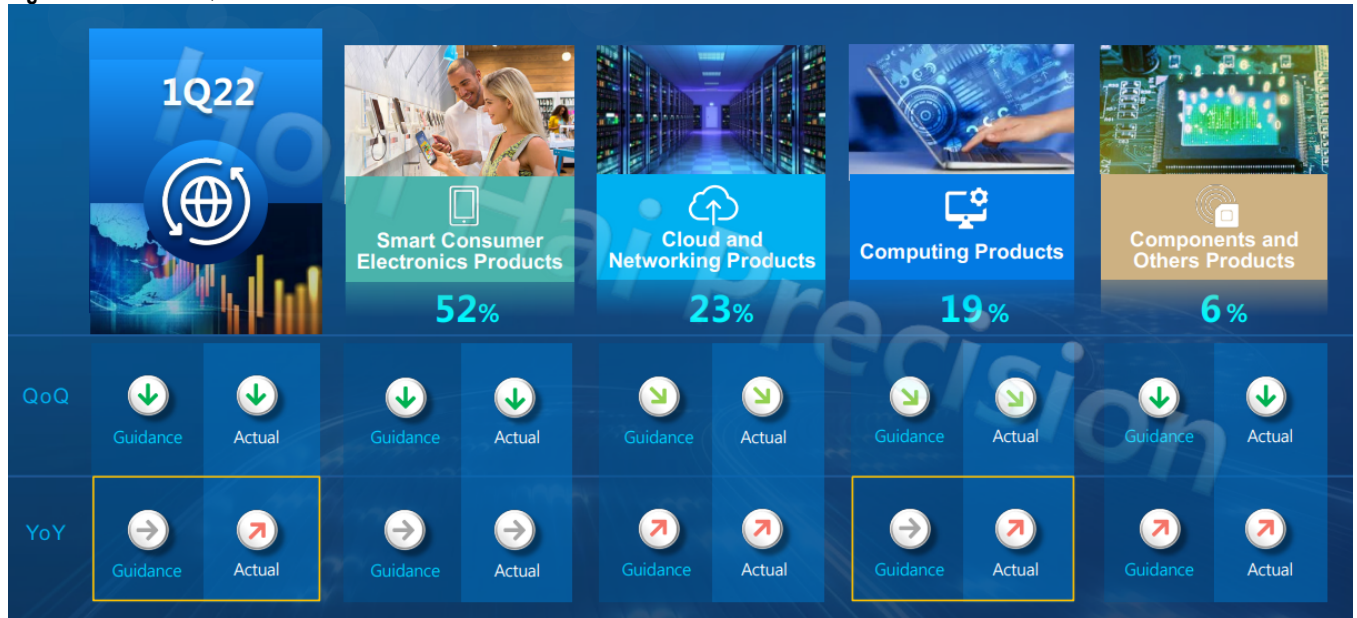 1Q22
Smart Consumer
Electronics Products
52%
Cloud and
Networking Products
23%
Computing Products
19%
Components and
Others Products
6%
Hon Hai Precision
QoQ
Guidance Actual Guidance Actual Guidance Actual Guidance Actual Guidance Actual
YoY
Guidance Actual Guidance Actual Guidance Actual Guidance Actual Guidance Actual